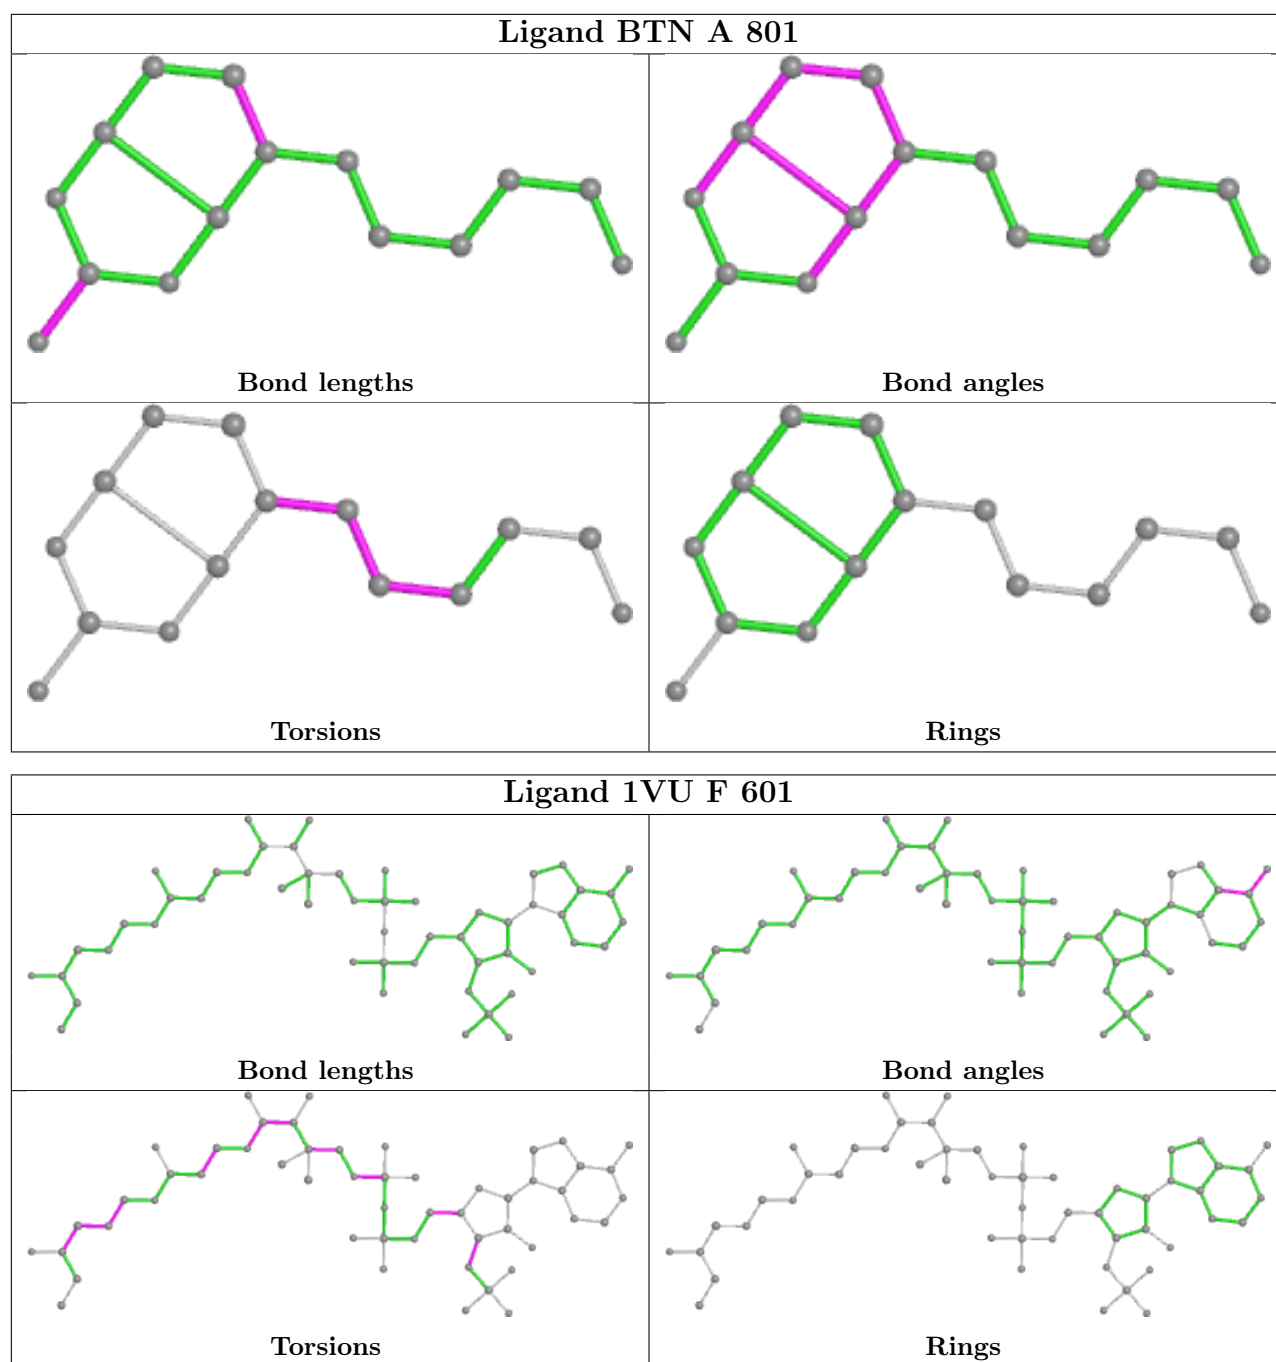 Ligand BTN A 801
Bond lengths
Bond angles
Torsions
Rings
Ligand 1VU F 601
Bond lengths
Bond angles
Torsions
Rings